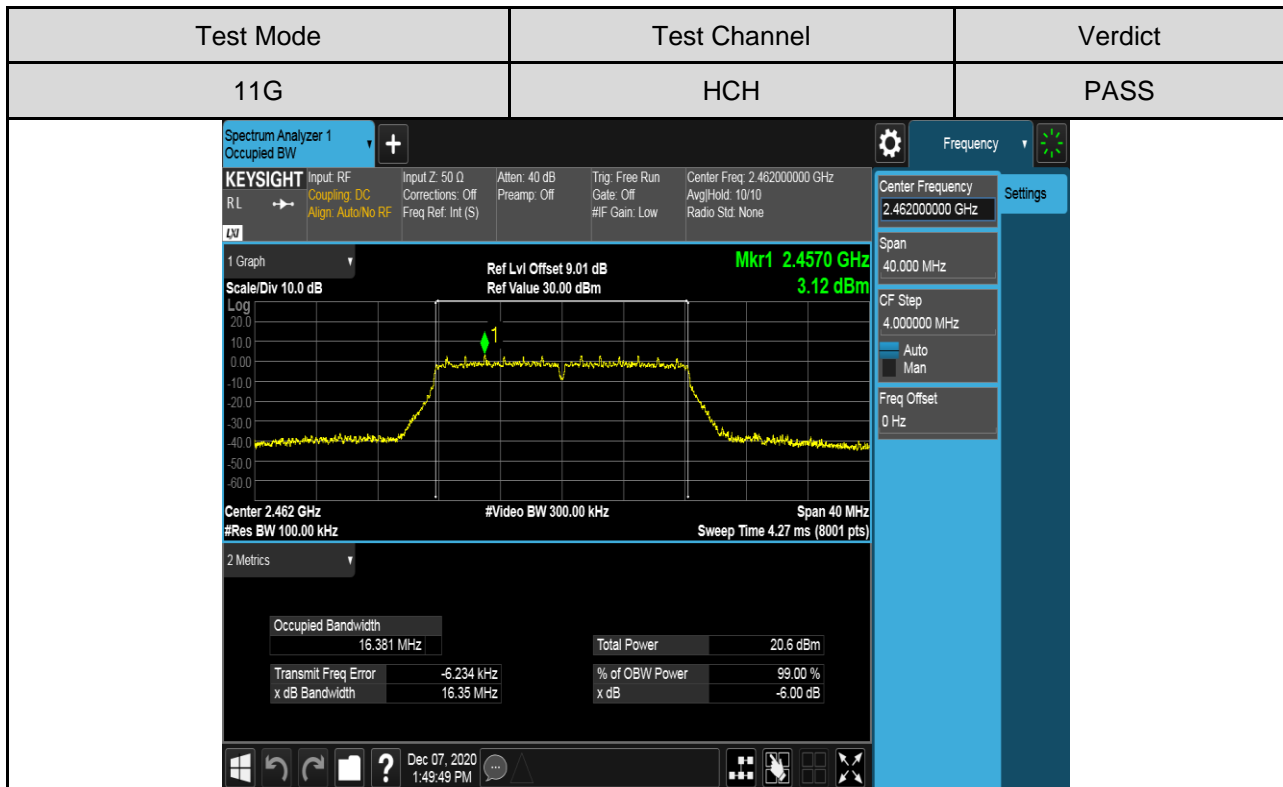 Test Mode Test Channel Verdict
11G HCH PASS
Spectrum Analyzer 1
Occupied BW
+
Frequency
KEYSIGHT Input: RF Input Z: 50 Ω Atten: 40 dB Trig: Free Run Center Freq: 2.462000000 GHz
R L Coupling: DC Corrections: Off Preamp: Off Gate: Off Avg|Hold: 10/10
Align: Auto/No RF Freq Ref: Int (S) #IF Gain: Low Radio Std: None
LXI
Center Frequency
2.462000000 GHz
Settings
Span
40.000 MHz
CF Step
4.000000 MHz
Auto
Man
Freq Offset
0 Hz
1 Graph Ref Lvl Offset 9.01 dB Mkr1 2.4570 GHz
Scale/Div 10.0 dB Ref Value 30.00 dBm 3.12 dBm
Log
20.0
10.0
0.00
-10.0
-20.0
-30.0
-40.0
-50.0
-60.0
1
Center 2.462 GHz #Video BW 300.00 kHz Span 40 MHz
#Res BW 100.00 kHz Sweep Time 4.27 ms (8001 pts)
2 Metrics
Occupied Bandwidth
16.381 MHz Total Power 20.6 dBm
Transmit Freq Error -6.234 kHz % of OBW Power 99.00 %
x dB Bandwidth 16.35 MHz x dB -6.00 dB
? Dec 07, 2020
1:49:49 PM